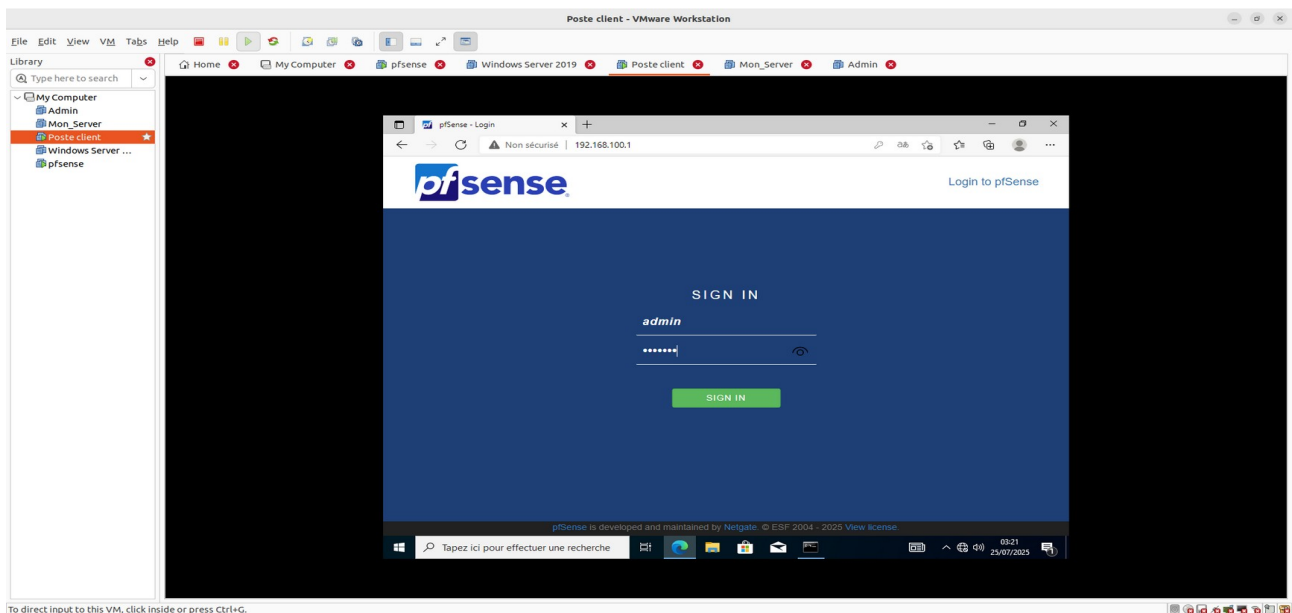 Poste client - VMware Workstation
File Edit View VM Tabs Help
Library
Type here to search
My Computer
Admin
Mon_Server
Poste client
Windows Server ...
pfsense
Home My Computer pfsense Windows Server 2019 Poste client Mon_Server Admin
pfSense - Login
Non sécurisé | 192.168.100.1
pfsense
Login to pfSense
SIGN IN
admin
•••••••
SIGN IN
pfSense is developed and maintained by Netgate. © ESF 2004 - 2025 View license.
Tapez ici pour effectuer une recherche
03:21
25/07/2025
To direct input to this VM, click inside or press Ctrl+G.